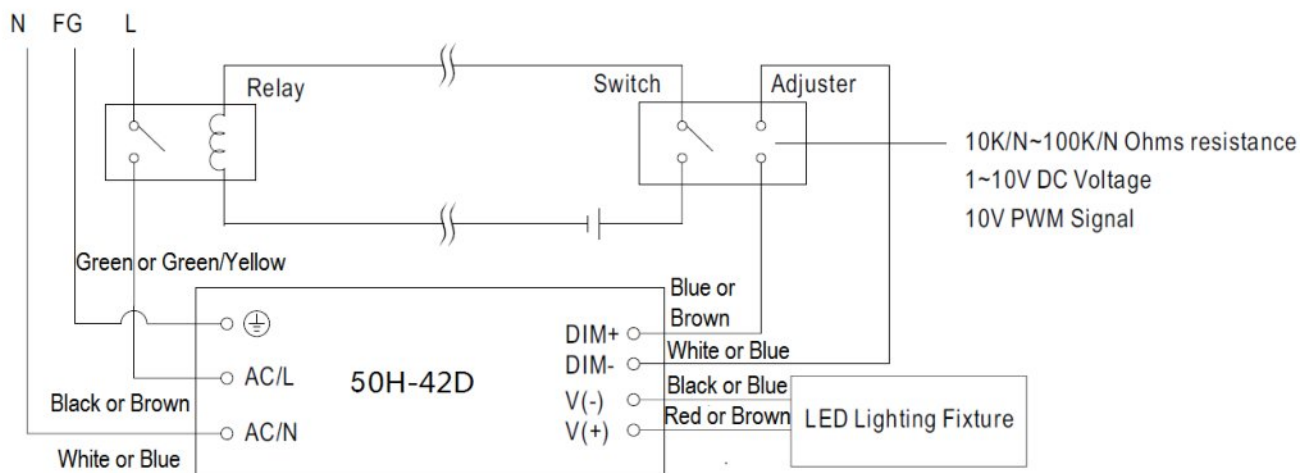 N FG L
Relay
Switch
Adjuster
10K/N~100K/N Ohms resistance
1~10V DC Voltage
10V PWM Signal
Green or Green/Yellow
Blue or
Brown
DIM+
White or Blue
DIM-
AC/L
50H-42D
Black or Blue
V(-)
Black or Brown
Red or Brown
LED Lighting Fixture
AC/N
V(+)
White or Blue